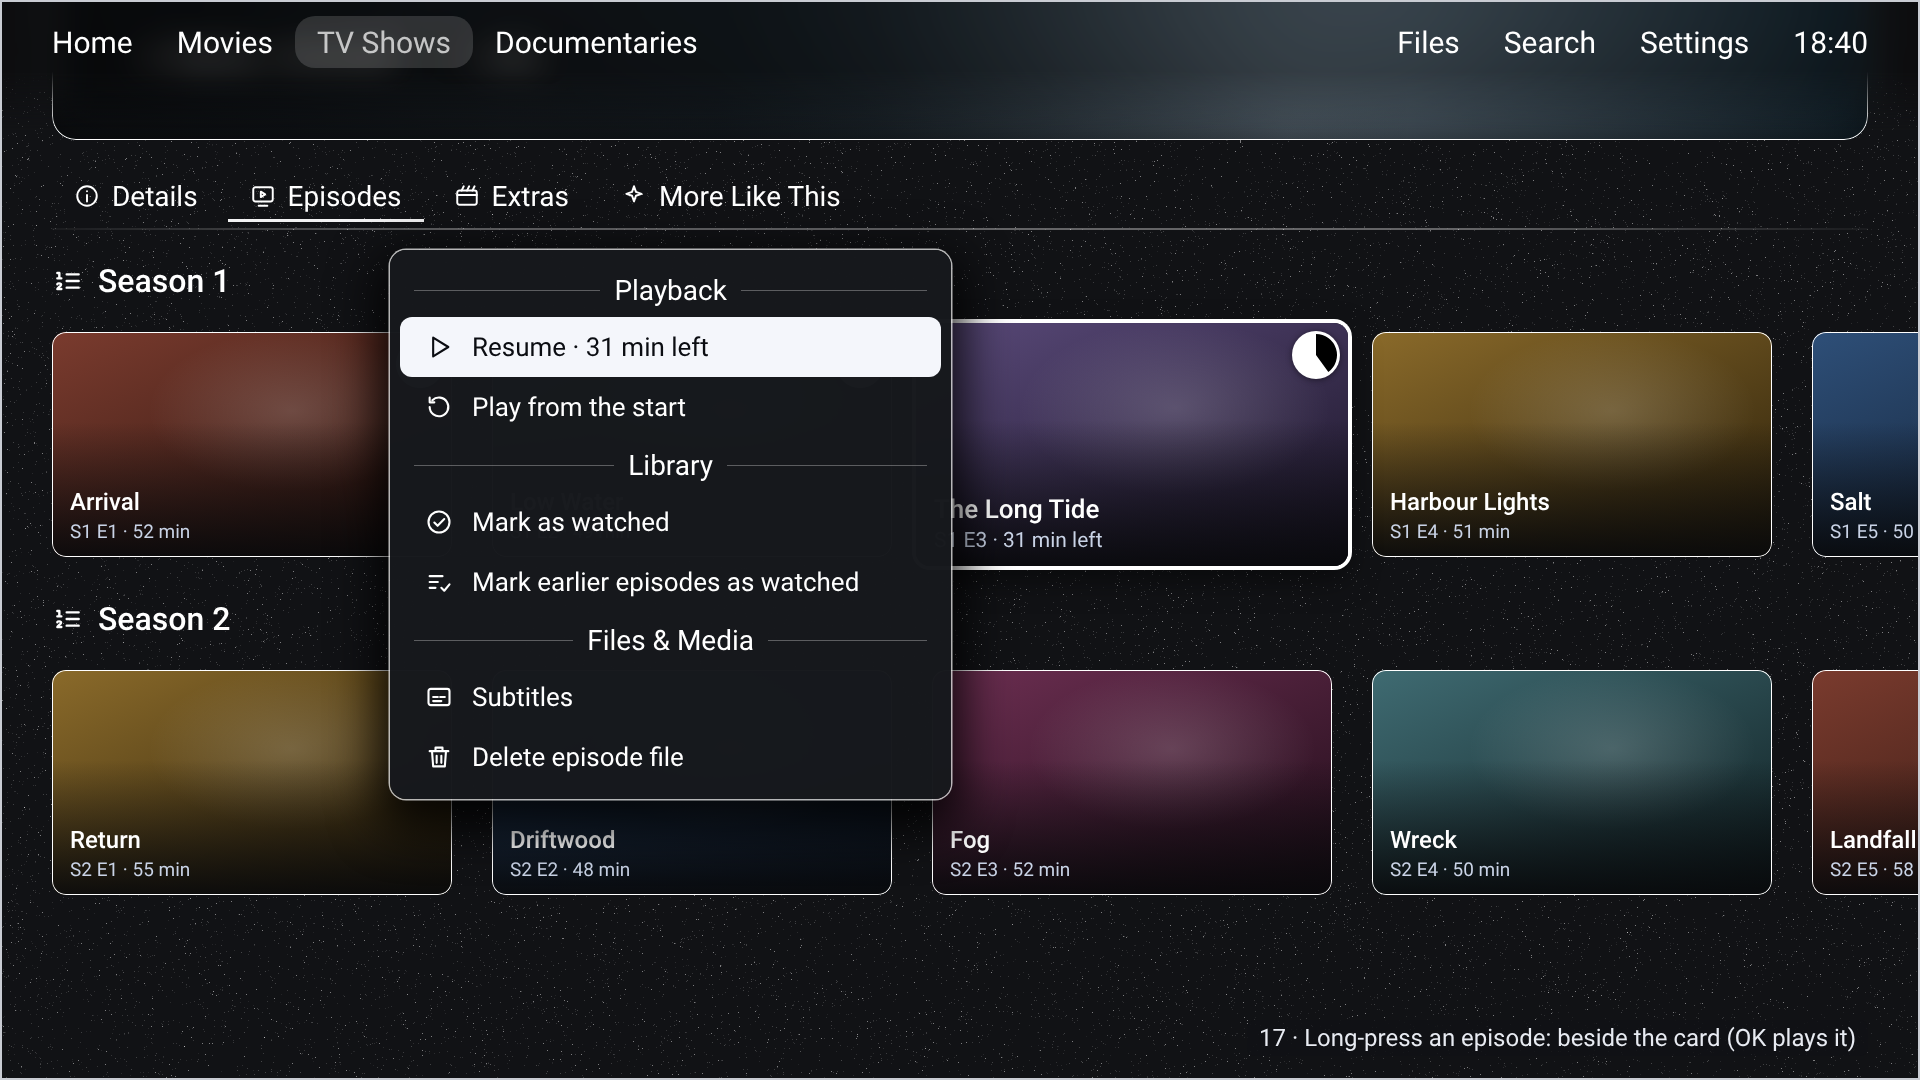 Home Movies TV Shows Documentaries Files Search Settings 18:40
Details Episodes Extras More Like This
Season 1
Playback
Resume · 31 min left
Play from the start
Library
Mark as watched
Mark earlier episodes as watched
Files & Media
Subtitles
Delete episode file
Arrival
S1 E1 · 52 min
The Long Tide
E3 · 31 min left
Harbour Lights
S1 E4 · 51 min
Salt
S1 E5 · 50
Season 2
Return
S2 E1 · 55 min
Driftwood
S2 E2 · 48 min
Fog
S2 E3 · 52 min
Wreck
S2 E4 · 50 min
Landfall
S2 E5 · 58
17 · Long-press an episode: beside the card (OK plays it)